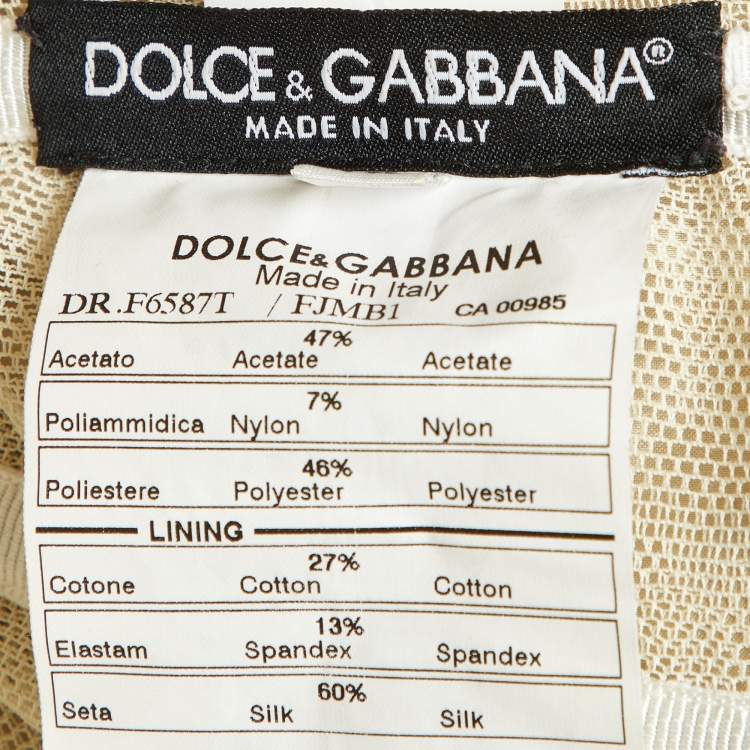 DOLCE & GABBANA®
MADE IN ITALY
DOLCE & GABBANA
Made in Italy
DR.F6587T / FJMB1 CA 00985
47%
Acetato Acetate Acetate
7%
Poliammidica Nylon Nylon
46%
Poliestere Polyester Polyester
LINING
27%
Cotone Cotton Cotton
13%
Elastam Spandex Spandex
60%
Seta Silk Silk